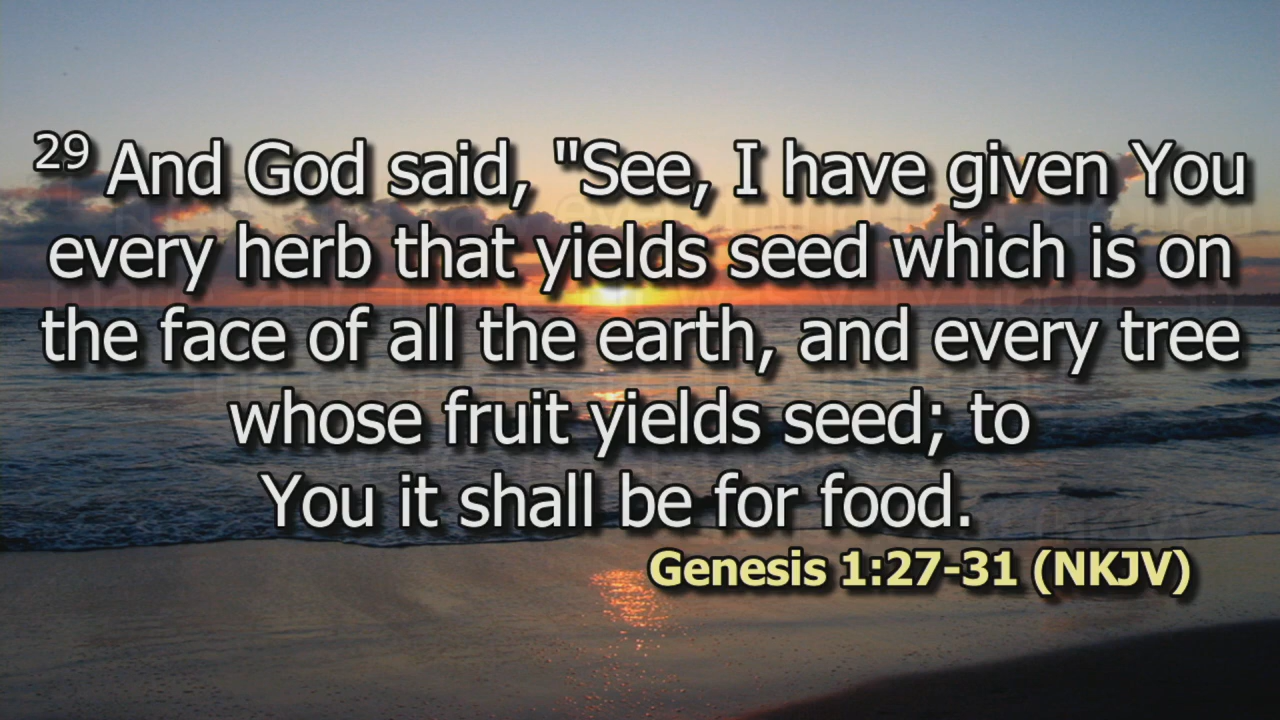 29 And God said, "See, I have given You
every herb that yields seed which is on
the face of all the earth, and every tree
whose fruit yields seed; to
You it shall be for food.
Genesis 1:27-31 (NKJV)